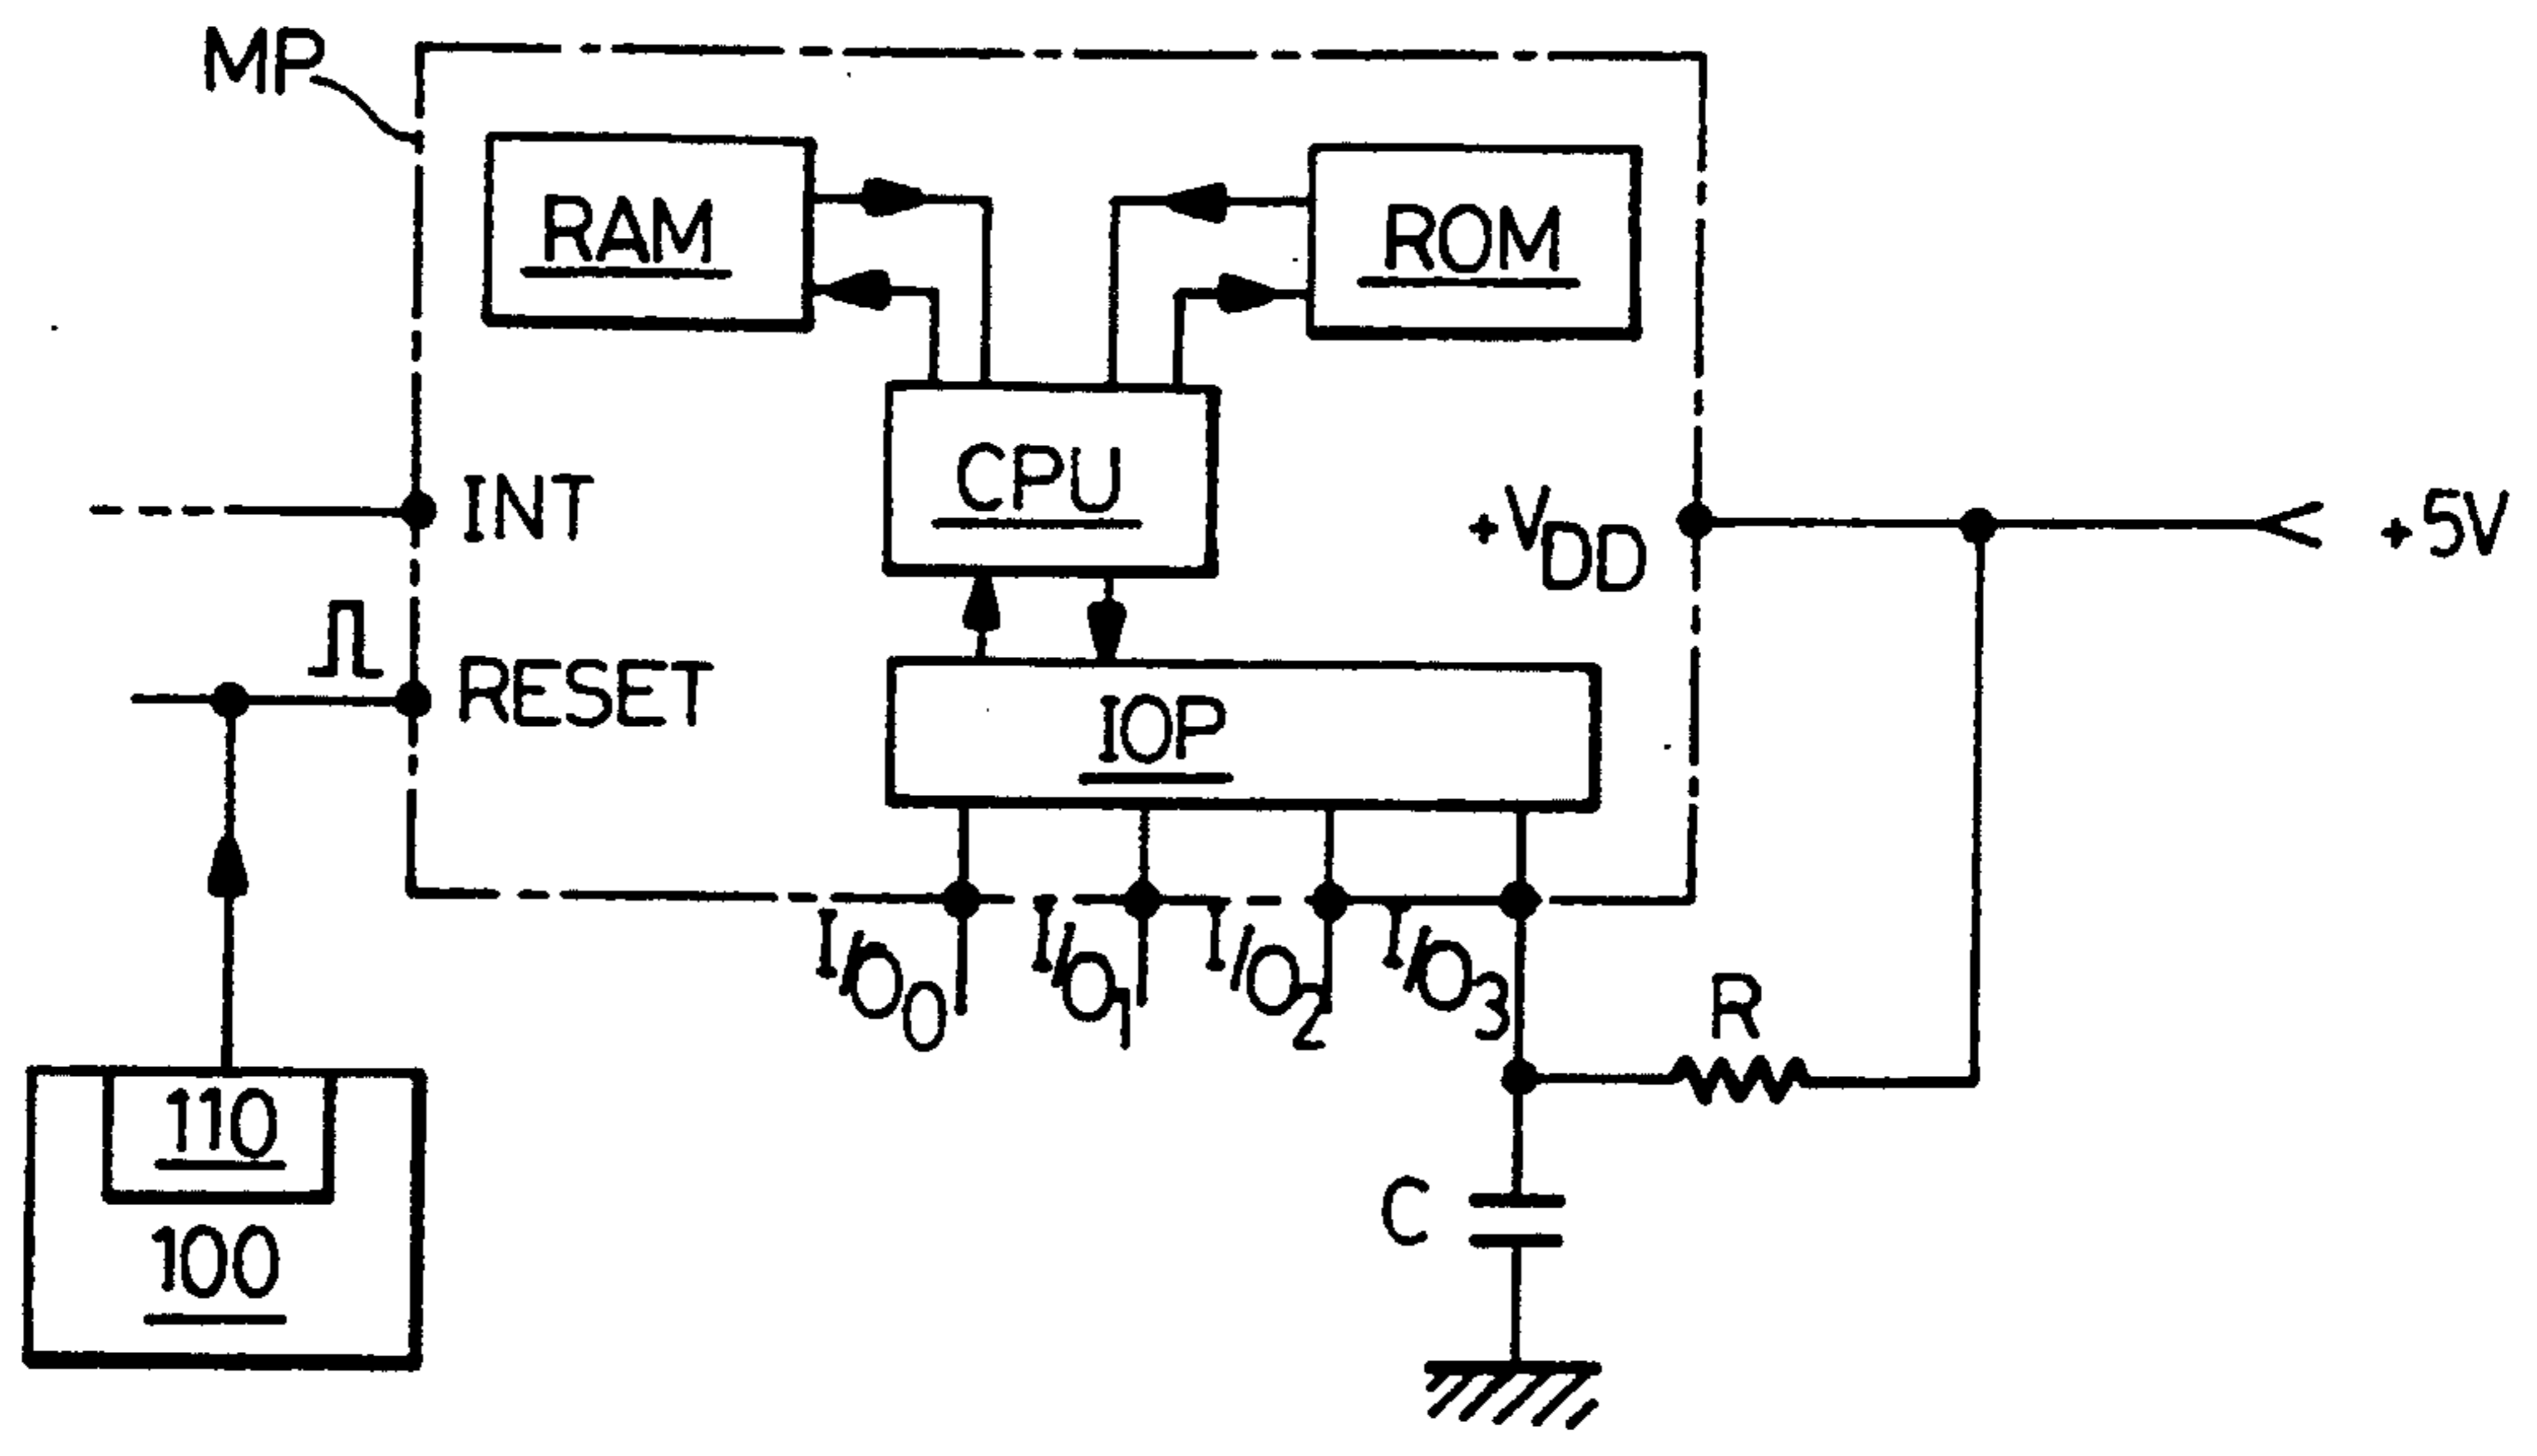 MP
RAM
ROM
CPU
INT
+VDD
+5V
RESET
IOP
I/O0
I/O1
I/O2
I/O3
R
110
C
100